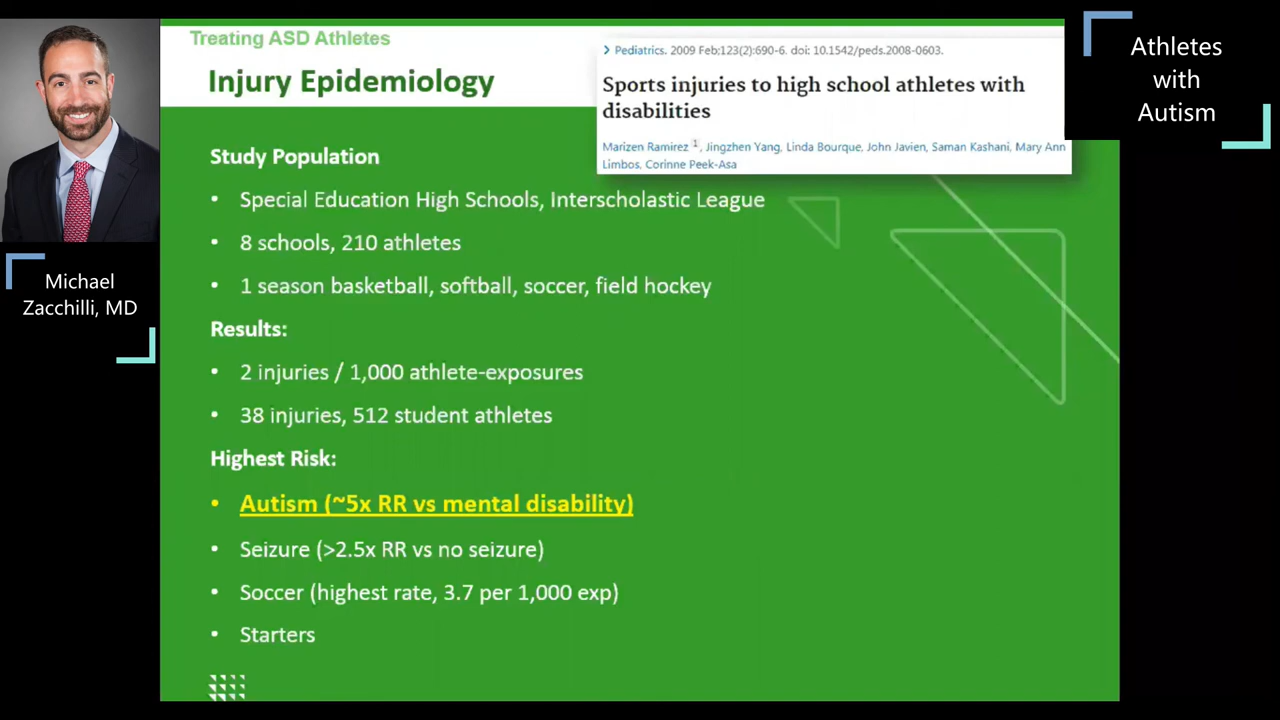 Treating ASD Athletes
Injury Epidemiology
> Pediatrics. 2009 Feb;123(2):690-6. doi: 10.1542/peds.2008-0603.
Sports injuries to high school athletes with
disabilities
Marizen Ramirez 1, Jingzhen Yang, Linda Bourque, John Javien, Saman Kashani, Mary Ann
Limbos, Corinne Peek-Asa
Athletes
with
Autism
Michael
Zacchilli, MD
Study Population
• Special Education High Schools, Interscholastic League
• 8 schools, 210 athletes
• 1 season basketball, softball, soccer, field hockey
Results:
• 2 injuries / 1,000 athlete-exposures
• 38 injuries, 512 student athletes
Highest Risk:
• Autism (~5x RR vs mental disability)
• Seizure (>2.5x RR vs no seizure)
• Soccer (highest rate, 3.7 per 1,000 exp)
• Starters